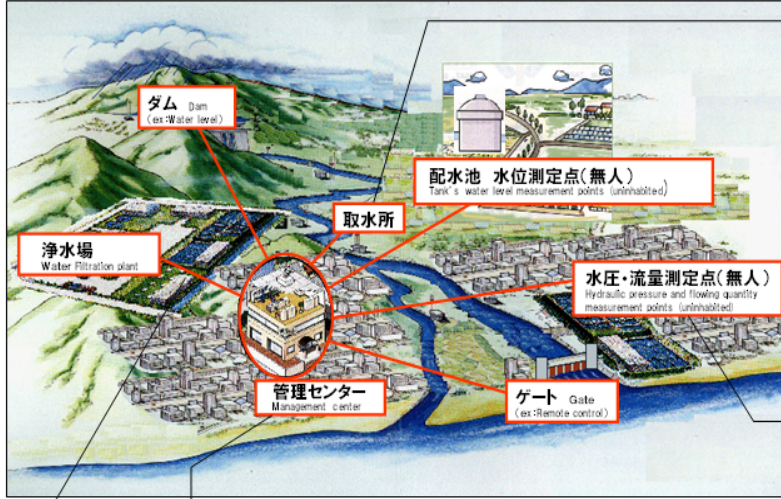 ダム Dam
(ex:Water level)
配水池 水位測定点(無人)
Tank's water level measurement points (uninhabited)
取水所
浄水場
Water Filtration plant
水圧・流量測定点(無人)
Hydraulic pressure and flowing quantity
measurement points (uninhabited)
管理センター
Management center
ゲート Gate
(ex:Remote control)